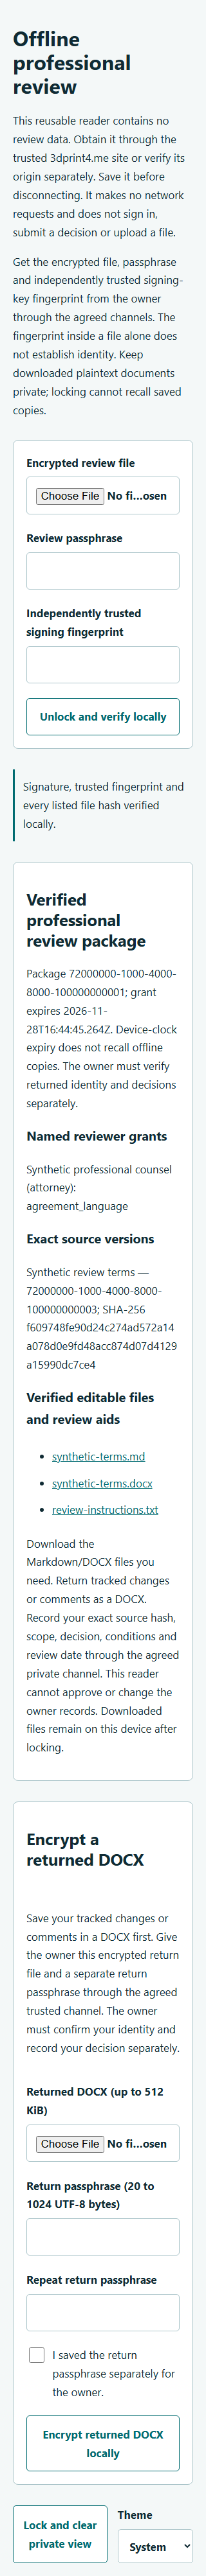 Offline
professional
review
This reusable reader contains no
review data. Obtain it through the
trusted 3dprint4.me site or verify its
origin separately. Save it before
disconnecting. It makes no network
requests and does not sign in,
submit a decision or upload a file.
Get the encrypted file, passphrase
and independently trusted signing-
key fingerprint from the owner
through the agreed channels. The
fingerprint inside a file alone does
not establish identity. Keep
downloaded plaintext documents
private; locking cannot recall saved
copies.
Encrypted review file
Choose File No fi...osen
Review passphrase
Independently trusted
signing fingerprint
Unlock and verify locally
Signature, trusted fingerprint and
every listed file hash verified
locally.
Verified
professional
review package
Package 72000000-1000-4000-
8000-100000000001; grant
expires 2026-11-
28T16:44:45.264Z. Device-clock
expiry does not recall offline
copies. The owner must verify
returned identity and decisions
separately.
Named reviewer grants
Synthetic professional counsel
(attorney):
agreement_language
Exact source versions
Synthetic review terms —
72000000-1000-4000-8000-
100000000003; SHA-256
f609748fe90d24c274ad572a14
a078d0e9fd48acc874d07d4129
a15990dc7ce4
Verified editable files
and review aids
• synthetic-terms.md
• synthetic-terms.docx
• review-instructions.txt
Download the
Markdown/DOCX files you
need. Return tracked changes
or comments as a DOCX.
Record your exact source hash,
scope, decision, conditions and
review date through the agreed
private channel. This reader
cannot approve or change the
owner records. Downloaded
files remain on this device after
locking.
Encrypt a
returned DOCX
Save your tracked changes or
comments in a DOCX first. Give
the owner this encrypted return
file and a separate return
passphrase through the agreed
trusted channel. The owner
must confirm your identity and
record your decision separately.
Returned DOCX (up to 512
KiB)
Choose File No fi...osen
Return passphrase (20 to
1024 UTF-8 bytes)
Repeat return passphrase
I saved the return
passphrase separately for
the owner.
Encrypt returned DOCX
locally
Lock and clear
private view
Theme
System